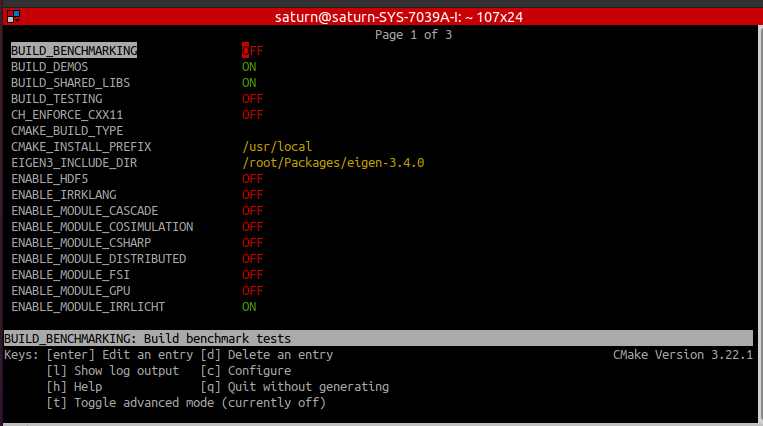 saturn@saturn-SYS-7039A-I: ~ 107x24
Page 1 of 3
BUILD_BENCHMARKING OFF
BUILD_DEMOS ON
BUILD_SHARED_LIBS ON
BUILD_TESTING OFF
CH_ENFORCE_CXX11 OFF
CMAKE_BUILD_TYPE
CMAKE_INSTALL_PREFIX /usr/local
EIGEN3_INCLUDE_DIR /root/Packages/eigen-3.4.0
ENABLE_HDF5 OFF
ENABLE_IRRKLANG OFF
ENABLE_MODULE_CASCADE OFF
ENABLE_MODULE_COSIMULATION OFF
ENABLE_MODULE_CSHARP OFF
ENABLE_MODULE_DISTRIBUTED OFF
ENABLE_MODULE_FSI OFF
ENABLE_MODULE_GPU OFF
ENABLE_MODULE_IRRLICHT ON
BUILD_BENCHMARKING: Build benchmark tests
Keys: [enter] Edit an entry [d] Delete an entry CMake Version 3.22.1
[l] Show log output [c] Configure
[h] Help [q] Quit without generating
[t] Toggle advanced mode (currently off)